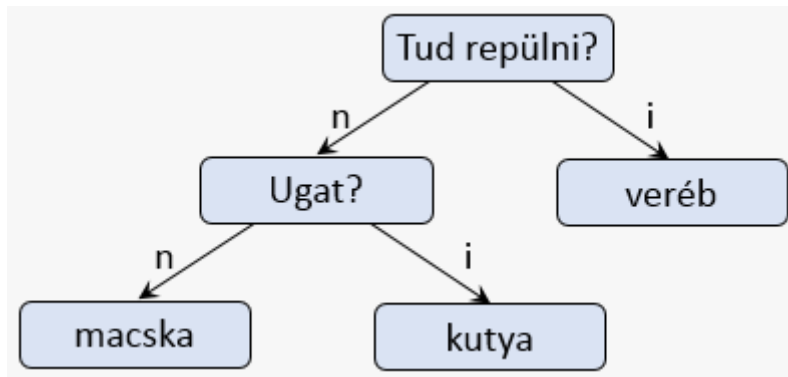 Tud repülni?
n
i
Ugat?
veréb
n
i
macska
kutya